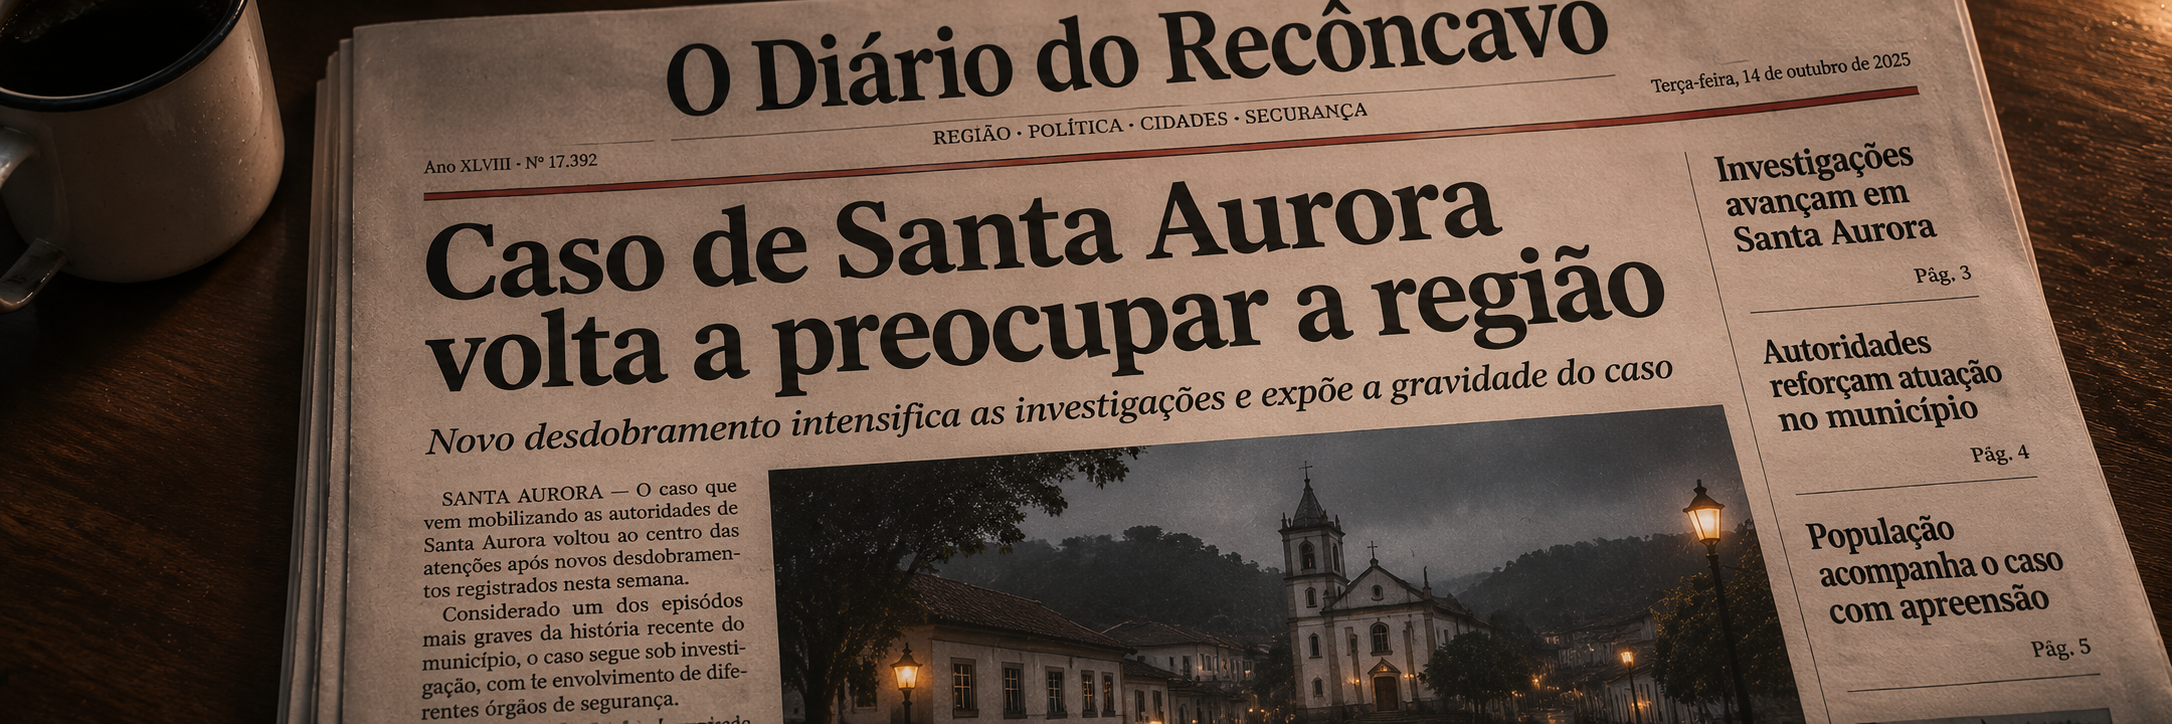 O Diário do Recôncavo
REGIÃO · POLÍTICA · CIDADES · SEGURANÇA
Terça-feira, 14 de outubro de 2025
Ano XLVIII - Nº 17.392
Caso de Santa Aurora
volta a preocupar a região
Novo desdobramento intensifica as investigações e expõe a gravidade do caso
SANTA AURORA — O caso que
vem mobilizando as autoridades de
Santa Aurora voltou ao centro das
atenções após novos desdobramen-
tos registrados nesta semana.
Considerado um dos episódos
mais graves da história recente do
município, o caso segue sob investi-
gação, com te envolvimento de dife-
rentes órgãos de segurança.
Investigações
avançam em
Santa Aurora
Pâg. 3
Autoridades
reforçam atuação
no município
Pâg. 4
População
acompanha o caso
com apreensão
Pâg. 5